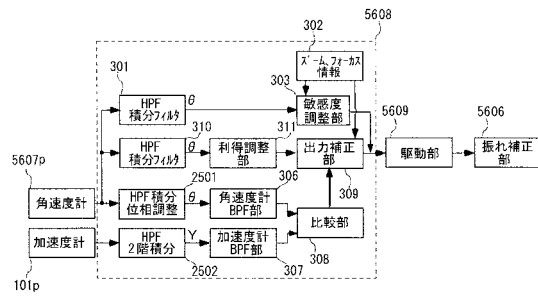 302
5608
ズーム､フォーカス
情報
301
303
HPF
積分フィルタ
θ
敏感度
調整部
310
311
5609
5606
HPF
積分フィルタ
θ
利得調整
部
出力補正
部
駆動部
振れ補正
部
5607p
2501
306
309
角速度計
HPF積分
位相調整
θ
角速度計
BPF部
比較部
加速度計
HPF
2階積分
Y
加速度計
BPF部
308
101p
2502
307